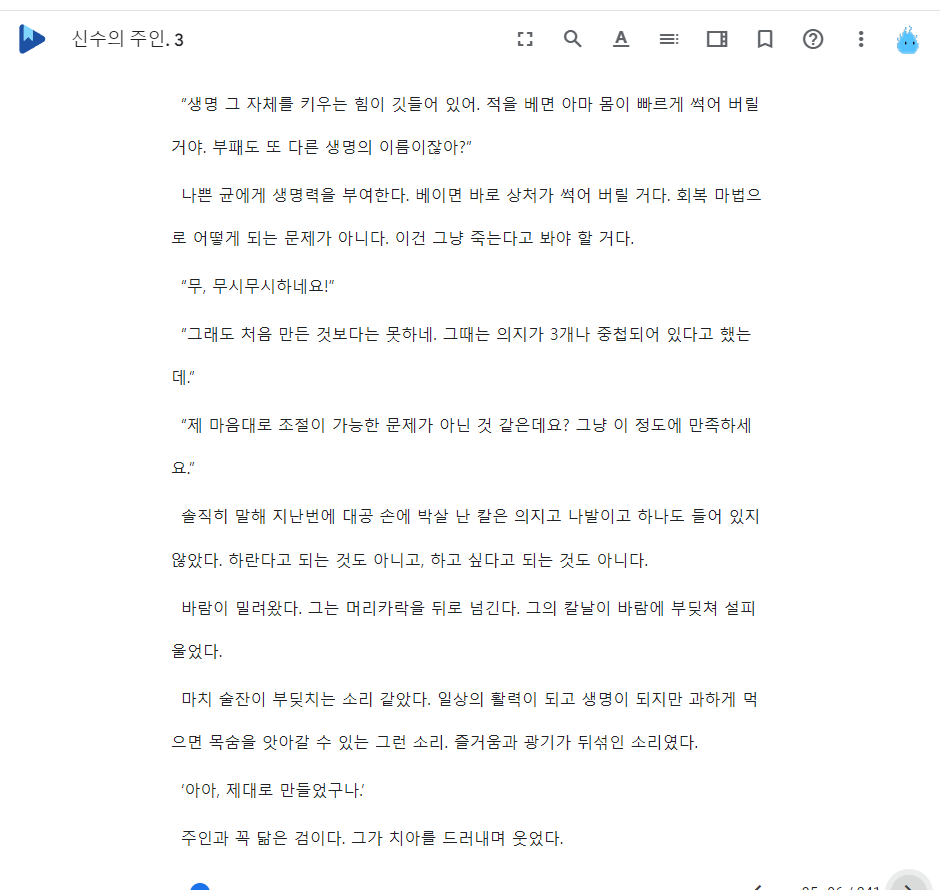 신수의 주인. 3
"생명 그 자체를 키우는 힘이 깃들어 있어. 적을 베면 아마 몸이 빠르게 썩어 버릴
거야. 부패도 또 다른 생명의 이름이잖아?"
나쁜 균에게 생명력을 부여한다. 베이면 바로 상처가 썩어 버릴 거다. 회복 마법으
로 어떻게 되는 문제가 아니다. 이건 그냥 죽는다고 봐야 할 거다.
"무, 무시무시하네요!"
"그래도 처음 만든 것보다는 못하네. 그때는 의지가 3개나 중첩되어 있다고 했는
데."
"제 마음대로 조절이 가능한 문제가 아닌 것 같은데요? 그냥 이 정도에 만족하세
요."
솔직히 말해 지난번에 대공 손에 박살 난 칼은 의지고 나발이고 하나도 들어 있지
않았다. 하란다고 되는 것도 아니고, 하고 싶다고 되는 것도 아니다.
바람이 밀려왔다. 그는 머리카락을 뒤로 넘긴다. 그의 칼날이 바람에 부딪쳐 설피
울었다.
마치 술잔이 부딪치는 소리 같았다. 일상의 활력이 되고 생명이 되지만 과하게 먹
으면 목숨을 앗아갈 수 있는 그런 소리. 즐거움과 광기가 뒤섞인 소리였다.
'아아, 제대로 만들었구나.'
주인과 꼭 닮은 검이다. 그가 치아를 드러내며 웃었다.